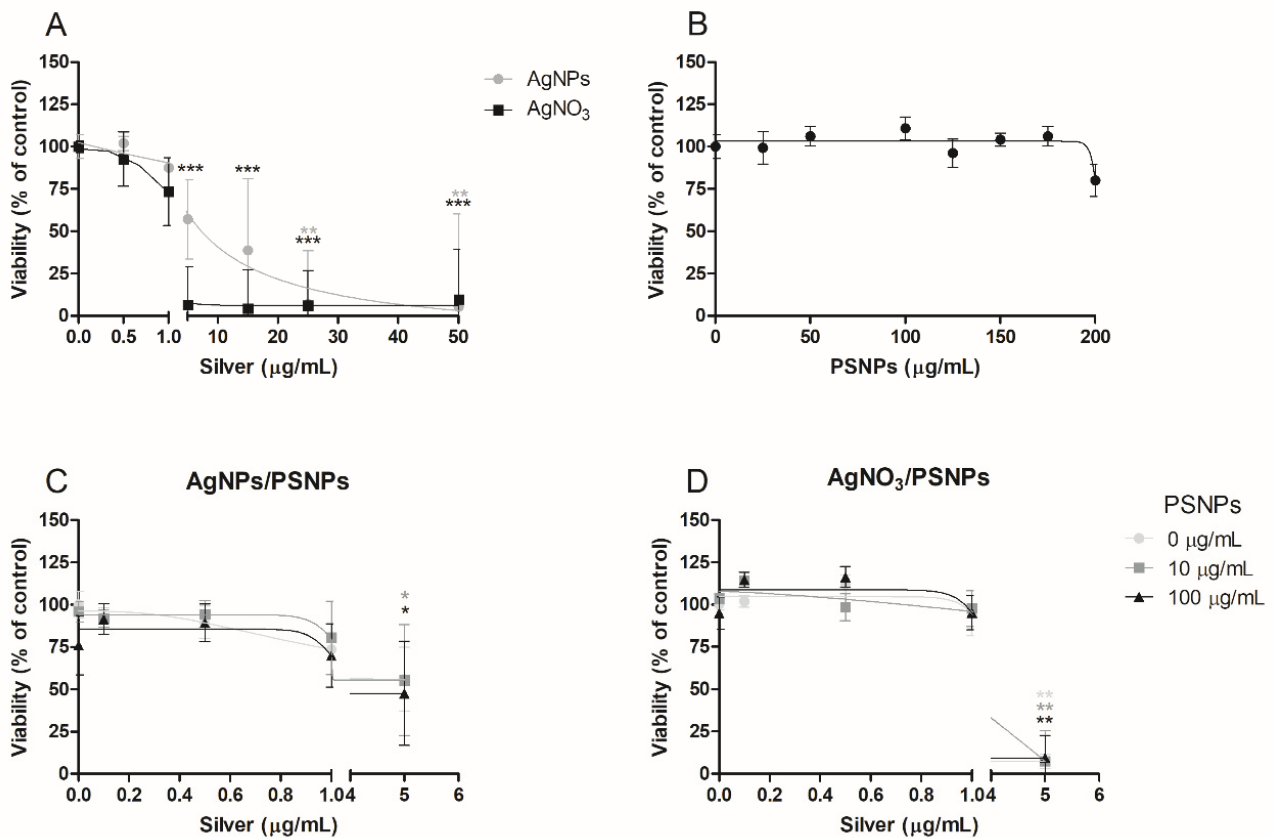 A
Viability (% of control)
150
125
100
75
50
25
0
0.0 0.5 1.0 10 20 30 40 50
Silver (μg/mL)
*** *** ** *** ** ***
AgNPs
AgNO3
B
Viability (% of control)
150
125
100
75
50
25
0
0 50 100 150 200
PSNPs (μg/mL)
C
AgNPs/PSNPs
Viability (% of control)
150
125
100
75
50
25
0
*
*
0.0 0.2 0.4 0.6 0.8 1.0 4 5 6
Silver (μg/mL)
D
AgNO3/PSNPs
Viability (% of control)
150
125
100
75
50
25
0
**
**
**
0.0 0.2 0.4 0.6 0.8 1.0 4 5 6
Silver (μg/mL)
PSNPs
0 μg/mL
10 μg/mL
100 μg/mL